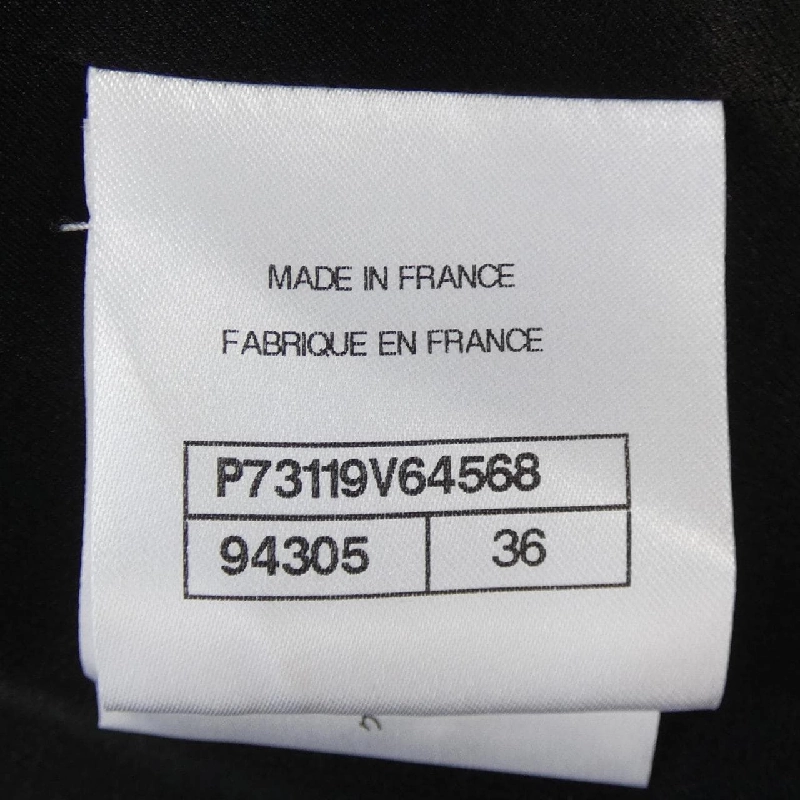 MADE IN FRANCE
FABRIQUE EN FRANCE
P73119V64568
94305 36